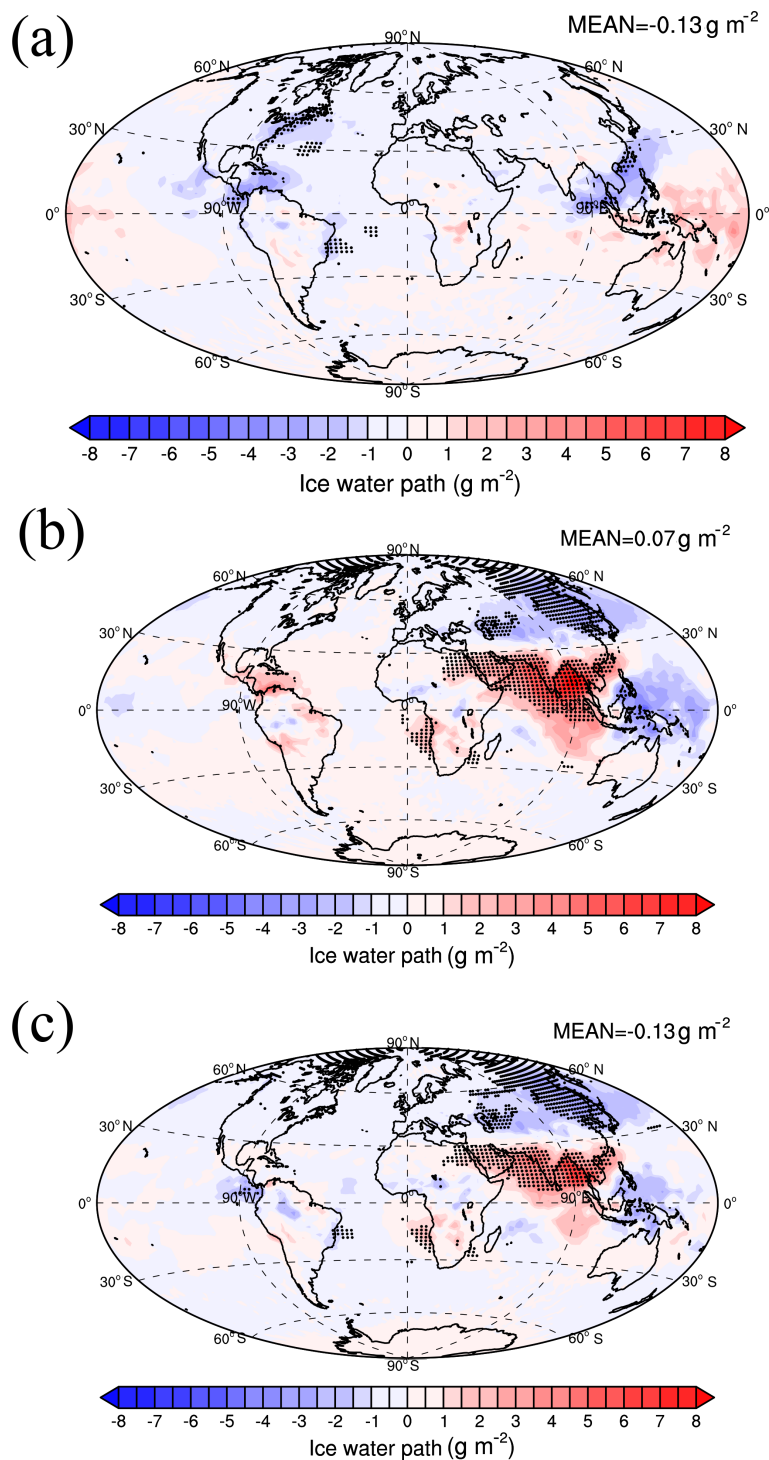 (a)
MEAN=-0.13 g m⁻²
90° N
60° N
60° N
30° N
30° N
0°
90° W
0
90° E
0°
30° S
30° S
60° S
60° S
90° S
-8 -7 -6 -5 -4 -3 -2 -1 0 1 2 3 4 5 6 7 8
Ice water path (g m⁻²)
(b)
MEAN=0.07 g m⁻²
90° N
60° N
60° N
30° N
30° N
0°
90° W
0
90° E
0°
30° S
30° S
60° S
60° S
90° S
-8 -7 -6 -5 -4 -3 -2 -1 0 1 2 3 4 5 6 7 8
Ice water path (g m⁻²)
(c)
MEAN=-0.13 g m⁻²
90° N
60° N
60° N
30° N
30° N
0°
90° W
0
90° E
0°
30° S
30° S
60° S
60° S
90° S
-8 -7 -6 -5 -4 -3 -2 -1 0 1 2 3 4 5 6 7 8
Ice water path (g m⁻²)